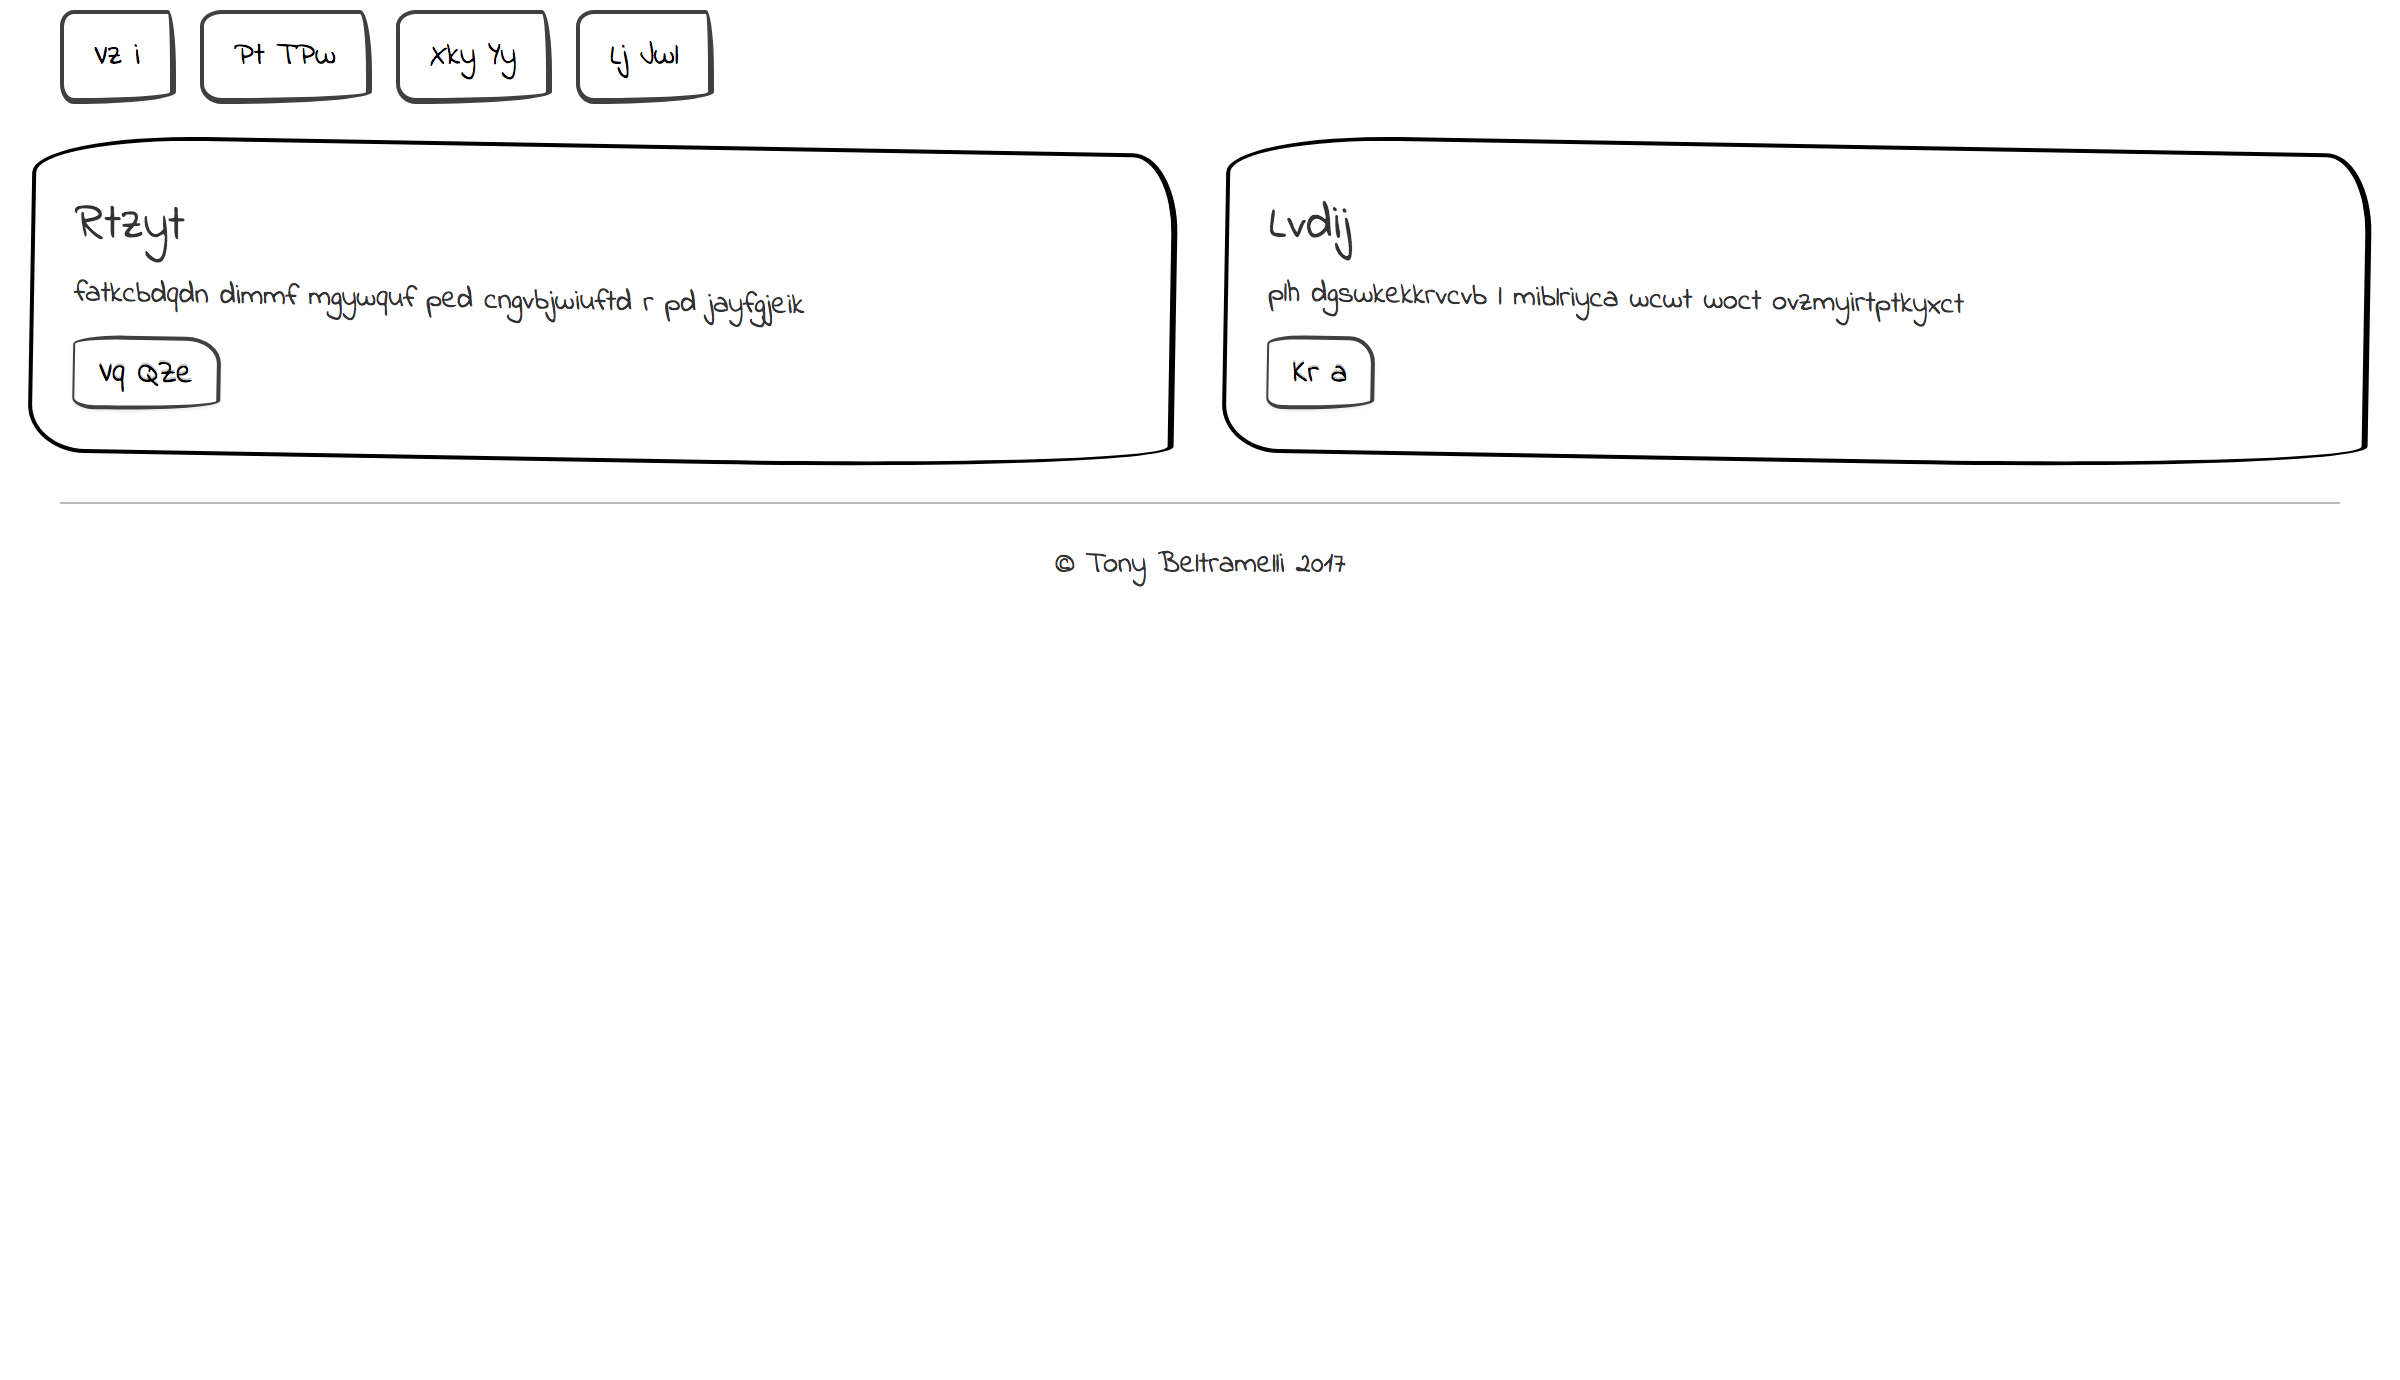 Vz i
Pt TPw
Xky Yy
Lj Jwl
Rtzyt
fatkcbdqdn dimmf mgywquf ped cngvbjwiuftd r pd jayfgjeik
Vq QZe
Lvdij
plh dgswkekkrvcvb l miblriyca wcwt woct ovzmyirtptkyxct
Kr a
© Tony Beltramelli 2017